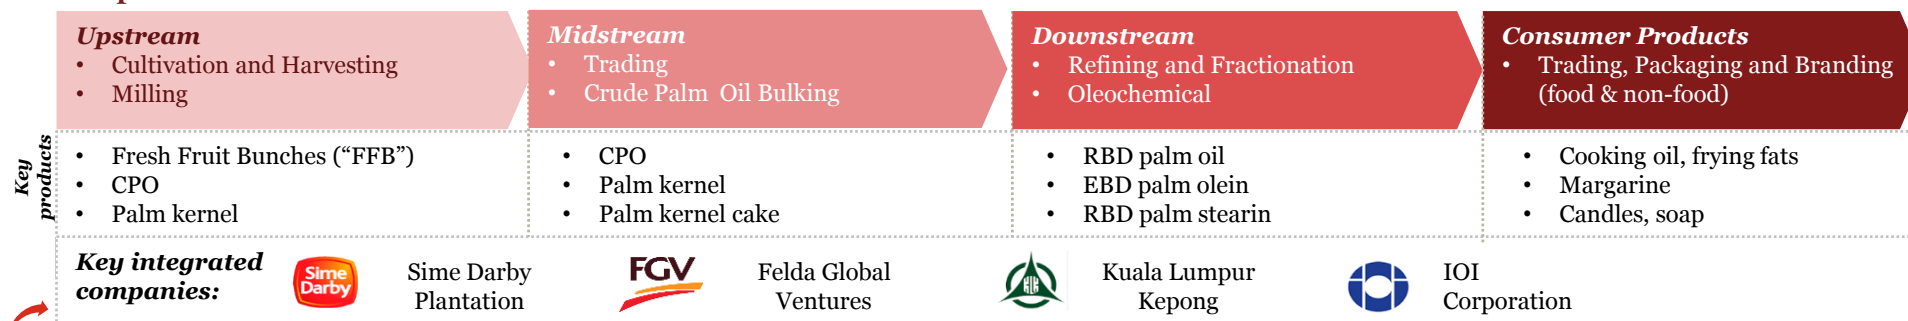 Upstream
• Cultivation and Harvesting
• Milling
Midstream
• Trading
• Crude Palm Oil Bulking
Downstream
• Refining and Fractionation
• Oleochemical
Consumer Products
• Trading, Packaging and Branding
(food & non-food)
Key
products
• Fresh Fruit Bunches (“FFB”)
• CPO
• Palm kernel
• CPO
• Palm kernel
• Palm kernel cake
• RBD palm oil
• EBD palm olein
• RBD palm stearin
• Cooking oil, frying fats
• Margarine
• Candles, soap
Key integrated
companies:
Sime
Darby
Sime Darby
Plantation
FGV
Felda Global
Ventures
KLK
Kuala Lumpur
Kepong
IOI
Corporation